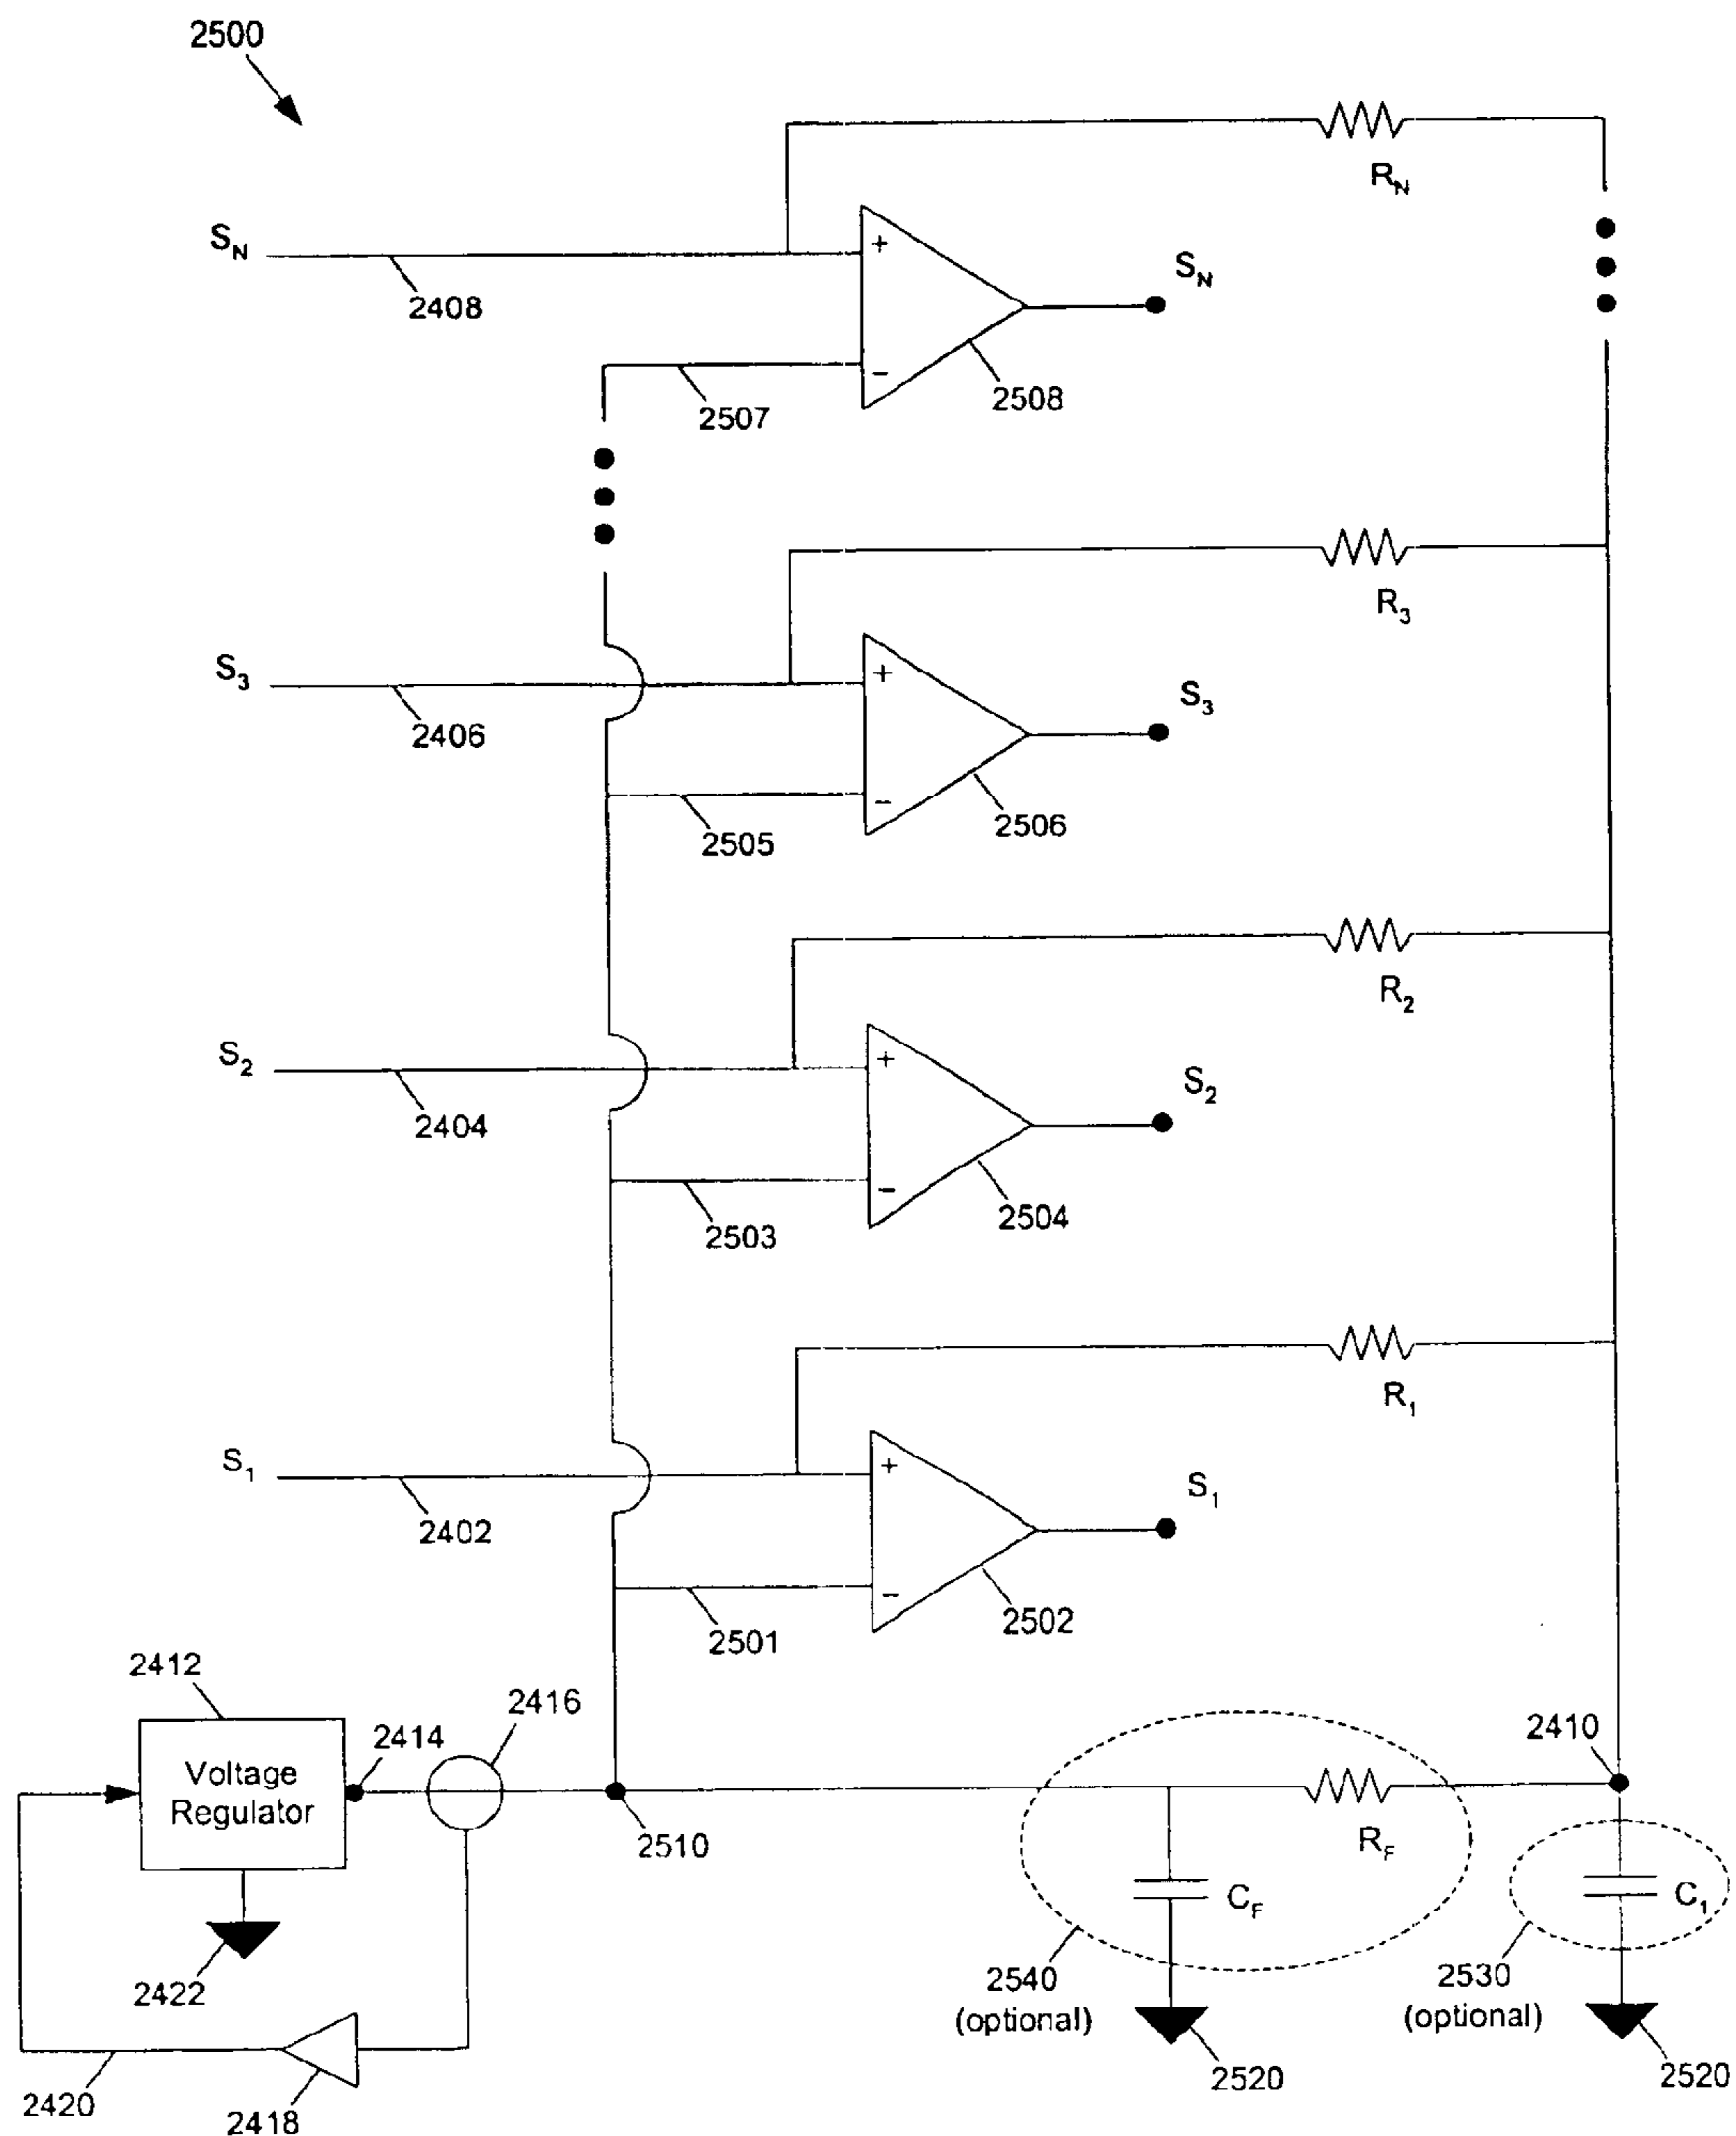 2500
R_N
S_N
S_N
+
2408
−
2507
2508
R_3
S_3
+
S_3
2406
−
2505
2506
R_2
S_2
+
S_2
2404
−
2503
2504
R_1
S_1
+
S_1
2402
−
2501
2502
2412
2416
2414
2410
Voltage
Regulator
2510
R_F
C_F
C_1
2422
2540
(optional)
2530
(optional)
2520
2520
2420
2418